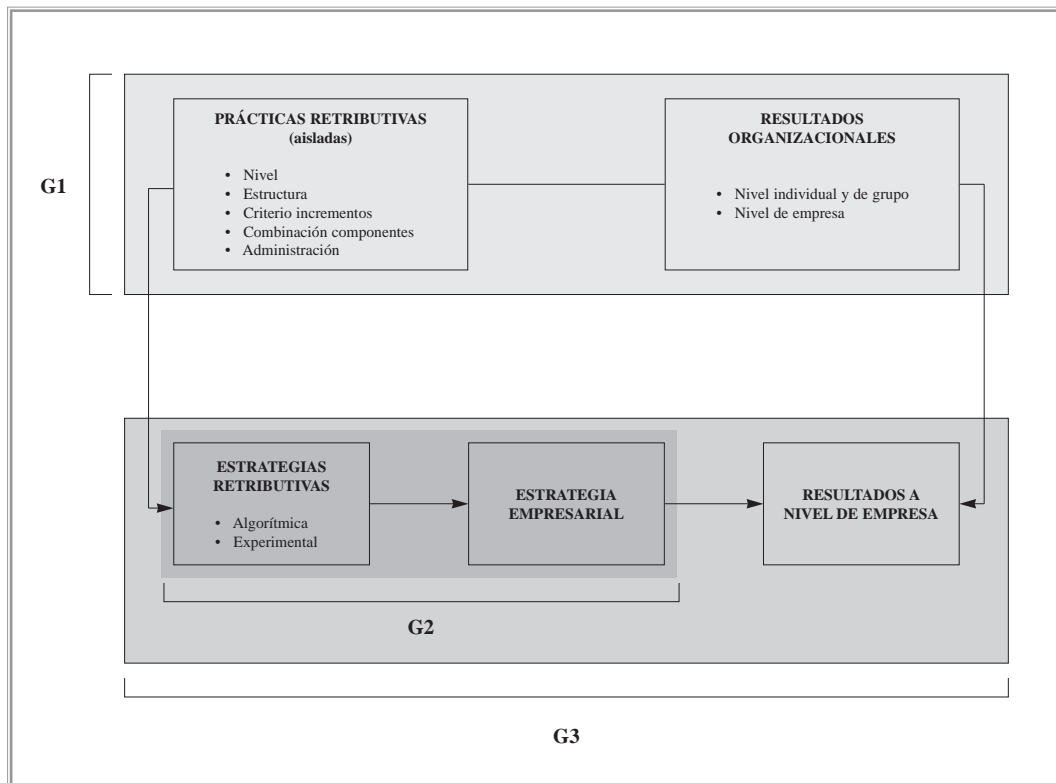 PRÁCTICAS RETRIBUTIVAS
(aisladas)
• Nivel
• Estructura
• Criterio incrementos
• Combinación componentes
• Administración
RESULTADOS
ORGANIZACIONALES
• Nivel individual y de grupo
• Nivel de empresa
G1
ESTRATEGIAS
RETRIBUTIVAS
• Algorítmica
• Experimental
ESTRATEGIA
EMPRESARIAL
RESULTADOS A
NIVEL DE EMPRESA
G2
G3